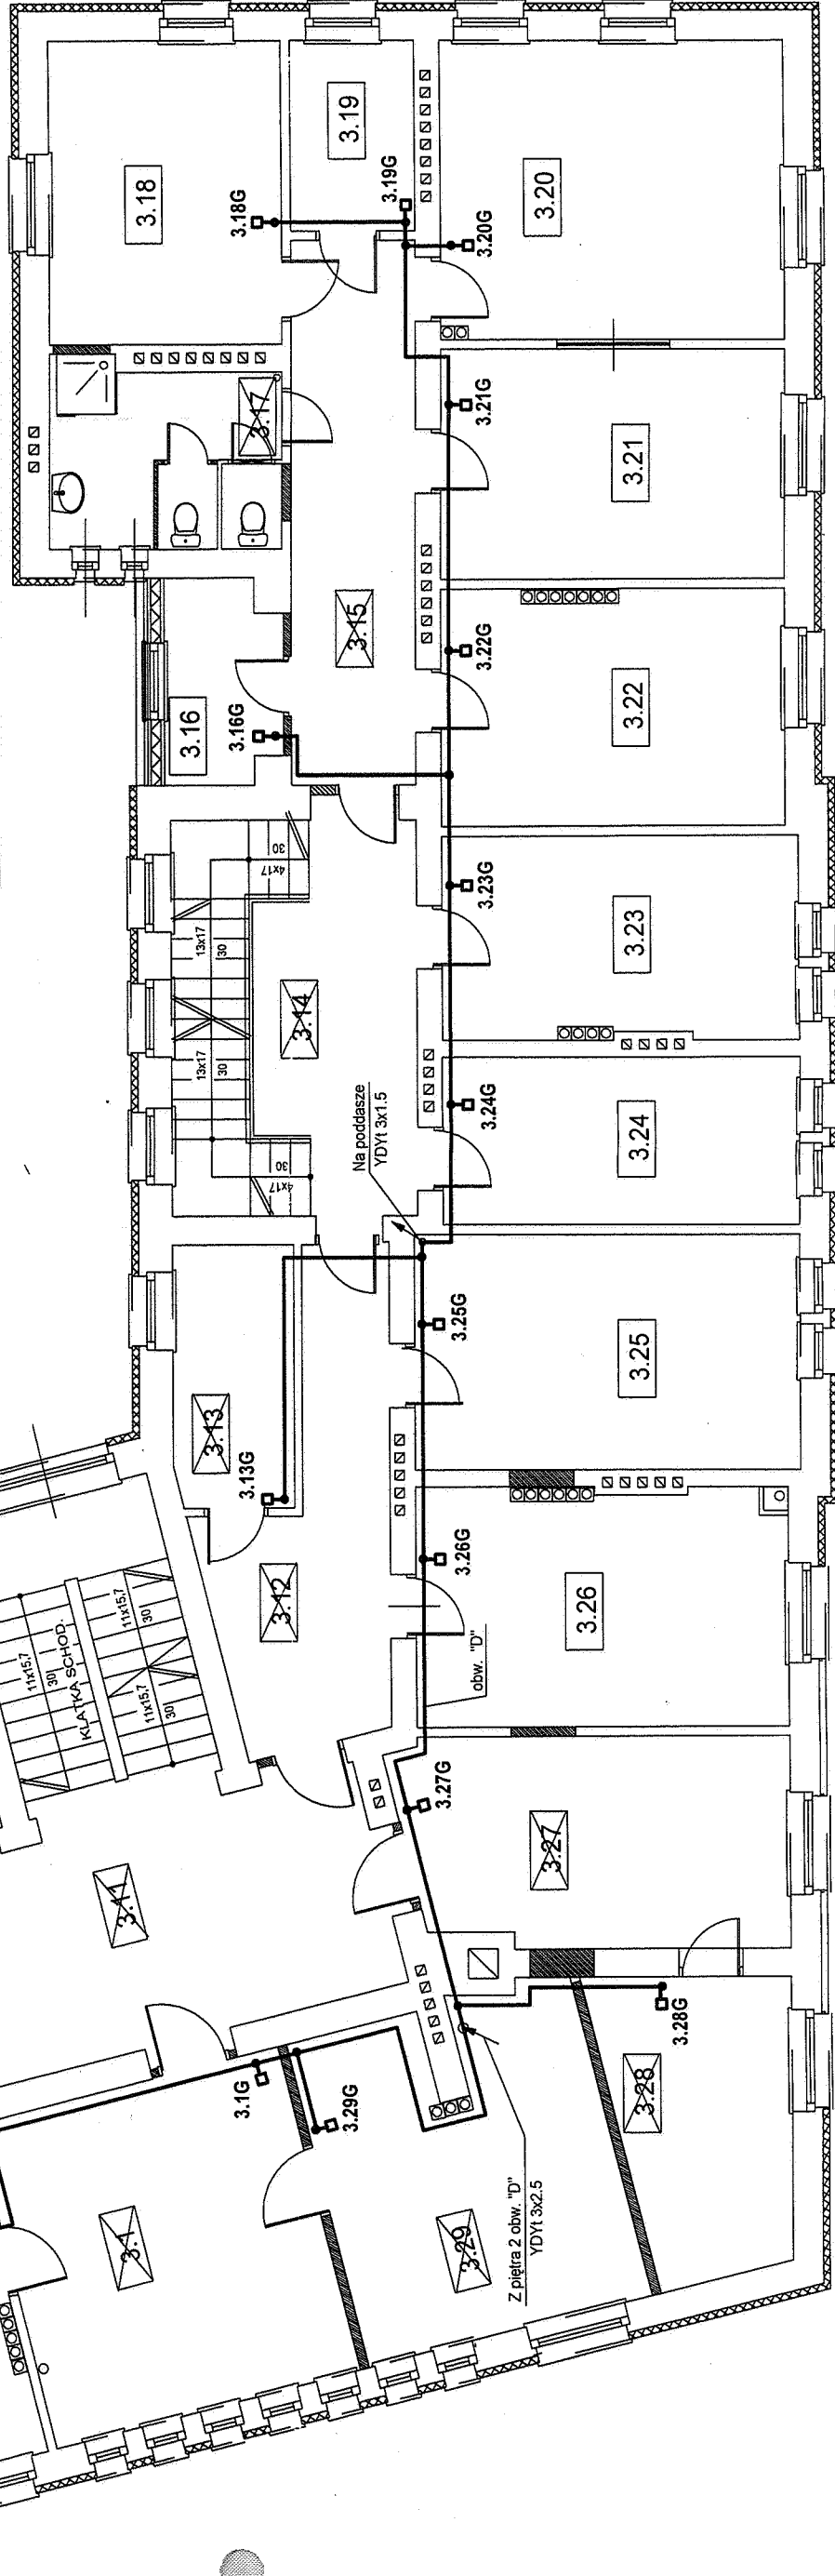 3.18
3.19
3.18G
3.19G
3.20
3.20G
3.17
3.21G
3.21
3.15
3.22G
3.16
3.16G
3.22
30
4x17
3.23G
3.23
13x17
30
3.14
13x17
30
Na poddasze
YDYt 3x1.5
3.24G
3.24
30
4x17
3.25G
3.25
3.13
3.13G
3.26G
3.12
3.26
11x15,7
30
11x15,7
30
KLATKA SCHOD.
11x15,7
30
obw. "D"
3.27G
3.27
3.11
3.28G
3.28
3.1G
3.29G
3.1
3.29
Z piętra 2 obw. "D"
YDYt 3x2.5